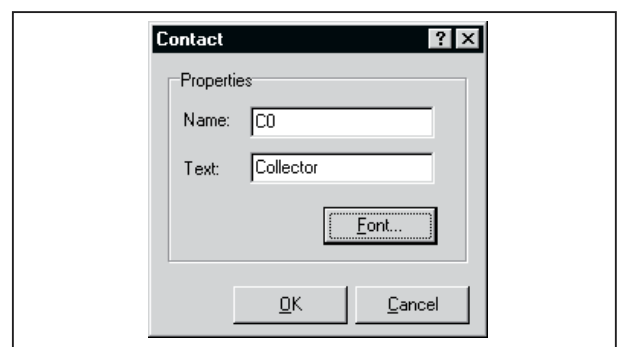 Contact
Properties
Name: C0
Text: Collector
Font...
OK Cancel